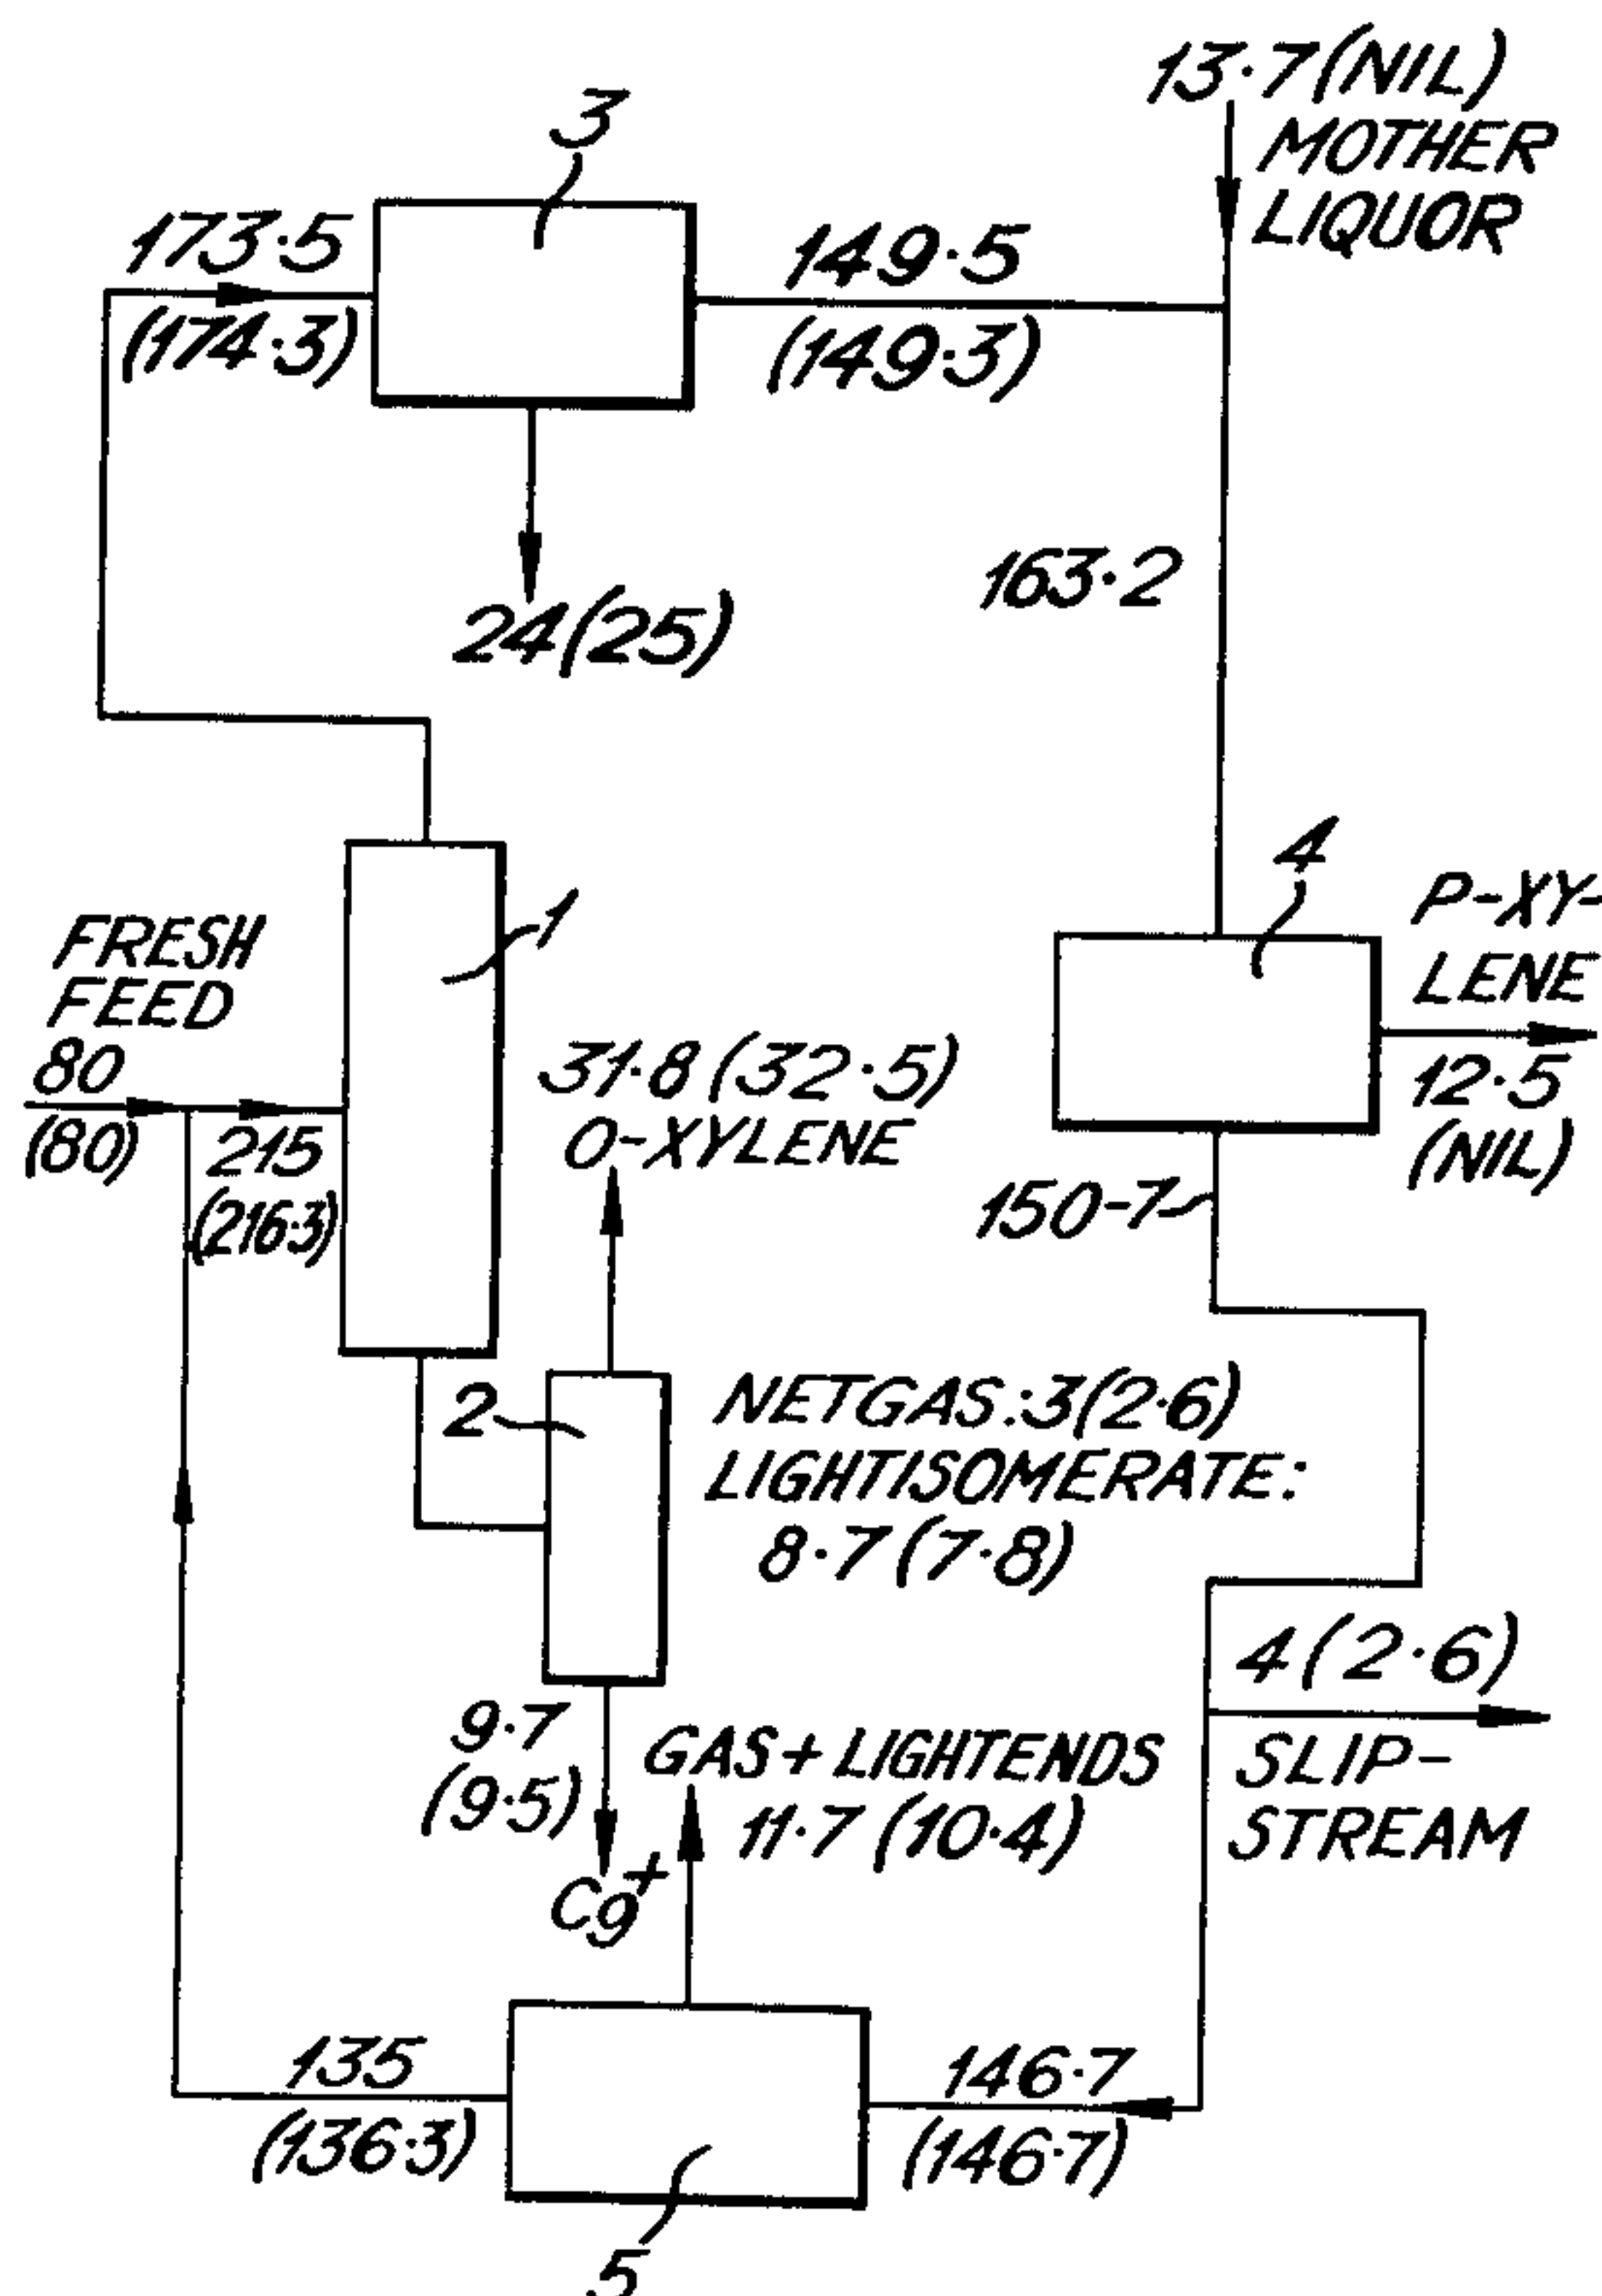 13·7(NIL)
MOTHER
LIQUOR
3
173·5
(174·3)
149·5
(149·3)
24(25)
163·2
4
P-XY-
LENE
12·5
(NIL)
1
FRESH
FEED
80
(80)
215
(216·3)
31·8(32·5)
O-XYLENE
150-7
2
NETGAS.:3(2·6)
LIGHTISOMERATE:
8·7(7·8)
4(2·6)
SLIP-
STREAM
9·7
(9·5)
C9+
GAS+LIGHTENDS
11·7(10·4)
135
(136·3)
146·7
(146·7)
5